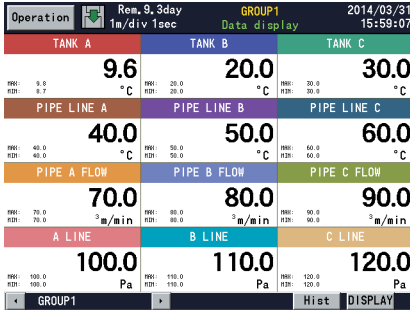 Operation Rem. 9.3day GROUP1 2014/03/31
1m/div 1sec Data display 15:59:07
TANK A TANK B TANK C
9.6 20.0 30.0
MAX: 9.8 MAX: 20.0 MAX: 30.0
MIN: 0.7 °C MIN: 20.0 °C MIN: 30.0 °C
PIPE LINE A PIPE LINE B PIPE LINE C
40.0 50.0 60.0
MAX: 40.0 MAX: 50.0 MAX: 60.0
MIN: 40.0 °C MIN: 50.0 °C MIN: 60.0 °C
PIPE A FLOW PIPE B FLOW PIPE C FLOW
70.0 80.0 90.0
MAX: 70.0 MAX: 80.0 MAX: 90.0
MIN: 70.0 ³m/min MIN: 80.0 ³m/min MIN: 90.0 ³m/min
A LINE B LINE C LINE
100.0 110.0 120.0
MAX: 100.0 MAX: 110.0 MAX: 120.0
MIN: 100.0 Pa MIN: 110.0 Pa MIN: 120.0 Pa
GROUP1 Hist DISPLAY